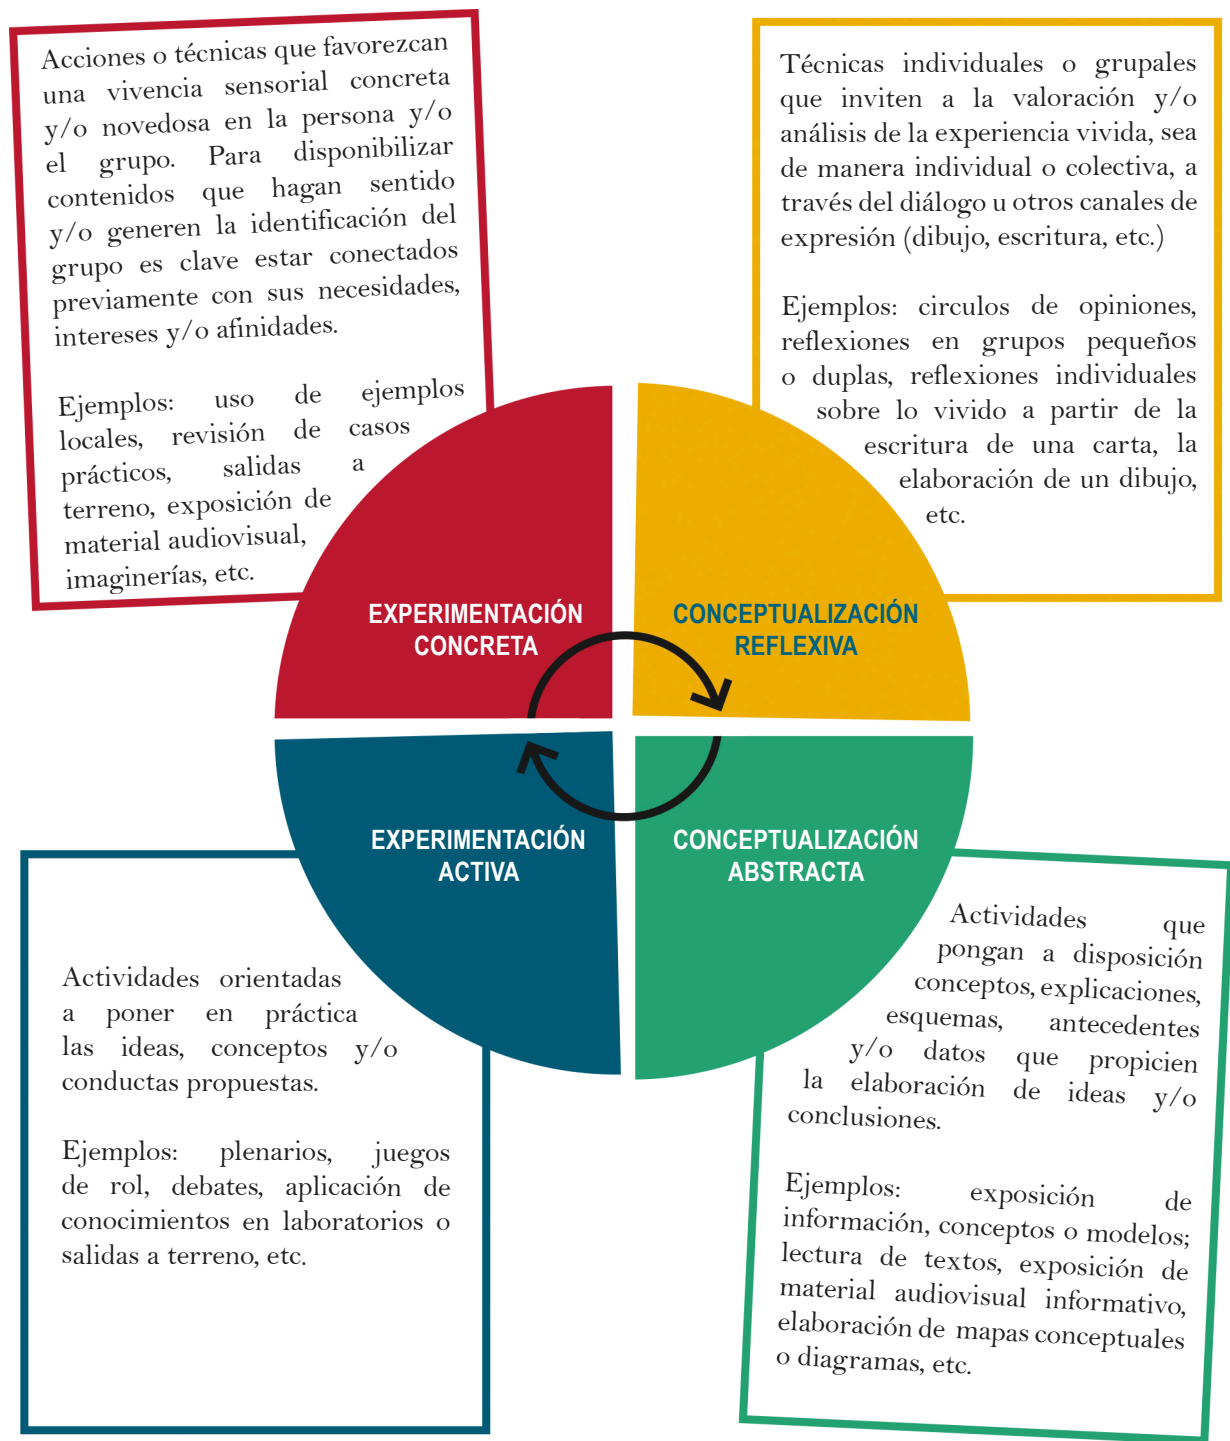 Acciones o técnicas que favorezcan
una vivencia sensorial concreta
y/o novedosa en la persona y/o
el grupo. Para disponibilizar
contenidos que hagan sentido
y/o generen la identificación del
grupo es clave estar conectados
previamente con sus necesidades,
intereses y/o afinidades.
Ejemplos: uso de ejemplos
locales, revisión de casos
prácticos, salidas a
terreno, exposición de
material audiovisual,
imaginerías, etc.
Técnicas individuales o grupales
que inviten a la valoración y/o
análisis de la experiencia vivida, sea
de manera individual o colectiva, a
través del diálogo u otros canales de
expresión (dibujo, escritura, etc.)
Ejemplos: circulos de opiniones,
reflexiones en grupos pequeños
o duplas, reflexiones individuales
sobre lo vivido a partir de la
escritura de una carta, la
elaboración de un dibujo,
etc.
EXPERIMENTACIÓN
CONCRETA
CONCEPTUALIZACIÓN
REFLEXIVA
EXPERIMENTACIÓN
ACTIVA
CONCEPTUALIZACIÓN
ABSTRACTA
Actividades orientadas
a poner en práctica
las ideas, conceptos y/o
conductas propuestas.
Ejemplos: plenarios, juegos
de rol, debates, aplicación de
conocimientos en laboratorios o
salidas a terreno, etc.
Actividades que
pongan a disposición
conceptos, explicaciones,
esquemas, antecedentes
y/o datos que propicien
la elaboración de ideas y/o
conclusiones.
Ejemplos: exposición de
información, conceptos o modelos;
lectura de textos, exposición de
material audiovisual informativo,
elaboración de mapas conceptuales
o diagramas, etc.